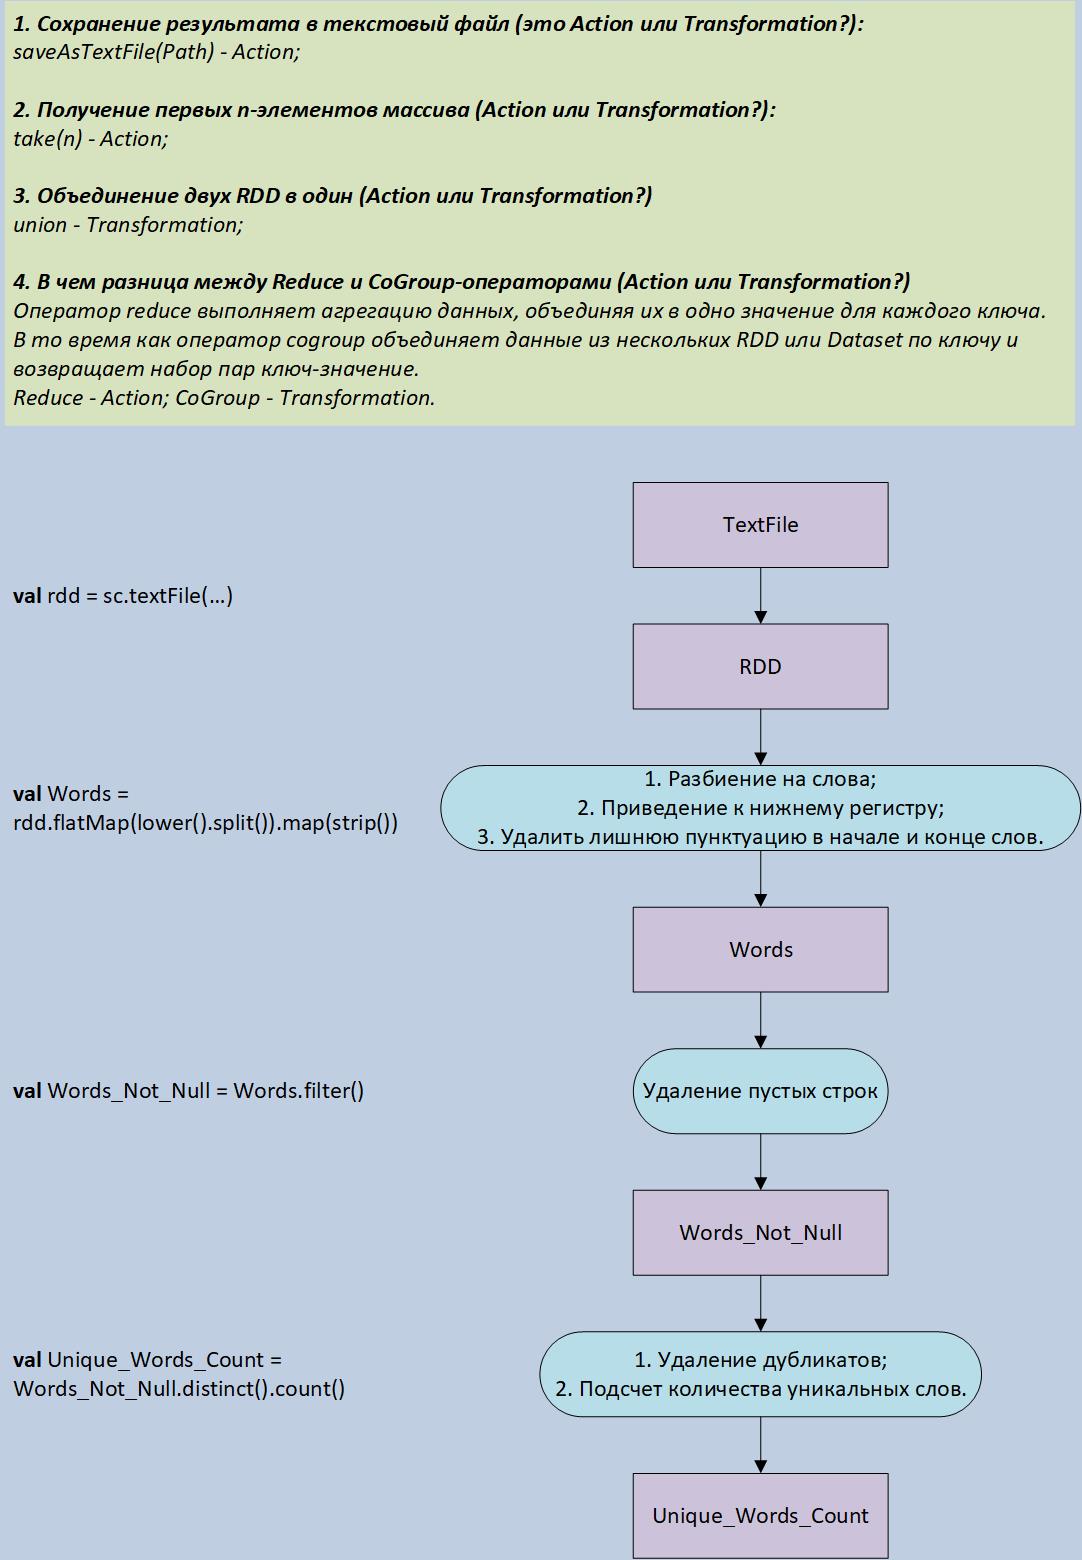 1. Сохранение результата в текстовый файл (это Action или Transformation?):
saveAsTextFile(Path) - Action;
2. Получение первых n-элементов массива (Action или Transformation?):
take(n) - Action;
3. Объединение двух RDD в один (Action или Transformation?)
union - Transformation;
4. В чем разница между Reduce и CoGroup-операторами (Action или Transformation?)
Оператор reduce выполняет агрегацию данных, объединяя их в одно значение для каждого ключа.
В то время как оператор cogroup объединяет данные из нескольких RDD или Dataset по ключу и
возвращает набор пар ключ-значение.
Reduce - Action; CoGroup - Transformation.
TextFile
val rdd = sc.textFile(...)
RDD
val Words =
rdd.flatMap(lower().split()).map(strip())
1. Разбиение на слова;
2. Приведение к нижнему регистру;
3. Удалить лишнюю пунктуацию в начале и конце слов.
Words
val Words_Not_Null = Words.filter()
Удаление пустых строк
Words_Not_Null
val Unique_Words_Count =
Words_Not_Null.distinct().count()
1. Удаление дубликатов;
2. Подсчет количества уникальных слов.
Unique_Words_Count